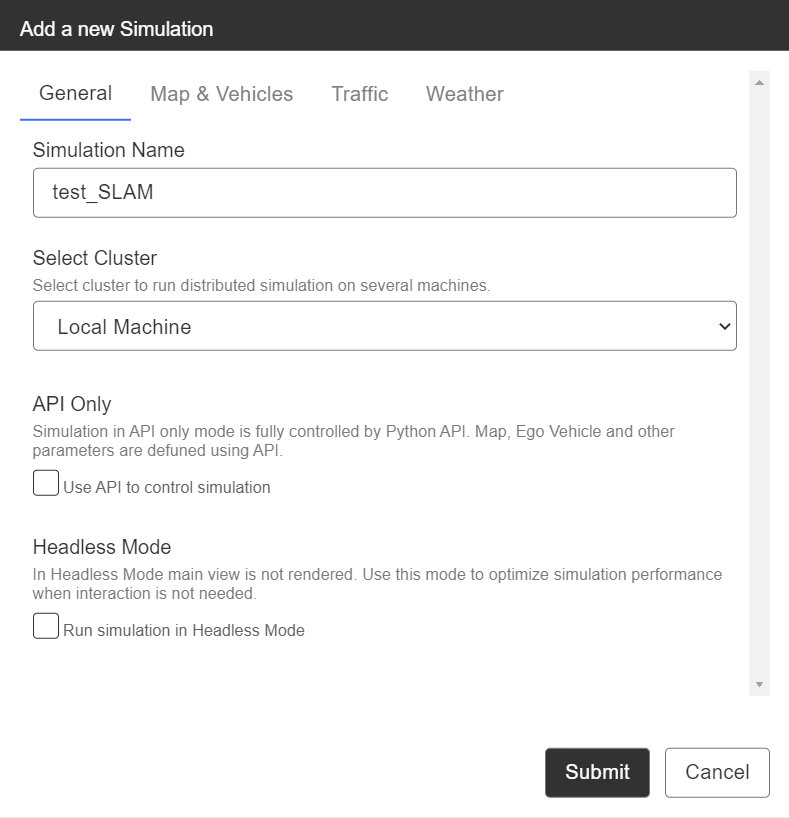 Add a new Simulation
General Map & Vehicles Traffic Weather
Simulation Name
test_SLAM
Select Cluster
Select cluster to run distributed simulation on several machines.
Local Machine
API Only
Simulation in API only mode is fully controlled by Python API. Map, Ego Vehicle and other
parameters are defuned using API.
Use API to control simulation
Headless Mode
In Headless Mode main view is not rendered. Use this mode to optimize simulation performance
when interaction is not needed.
Run simulation in Headless Mode
Submit Cancel